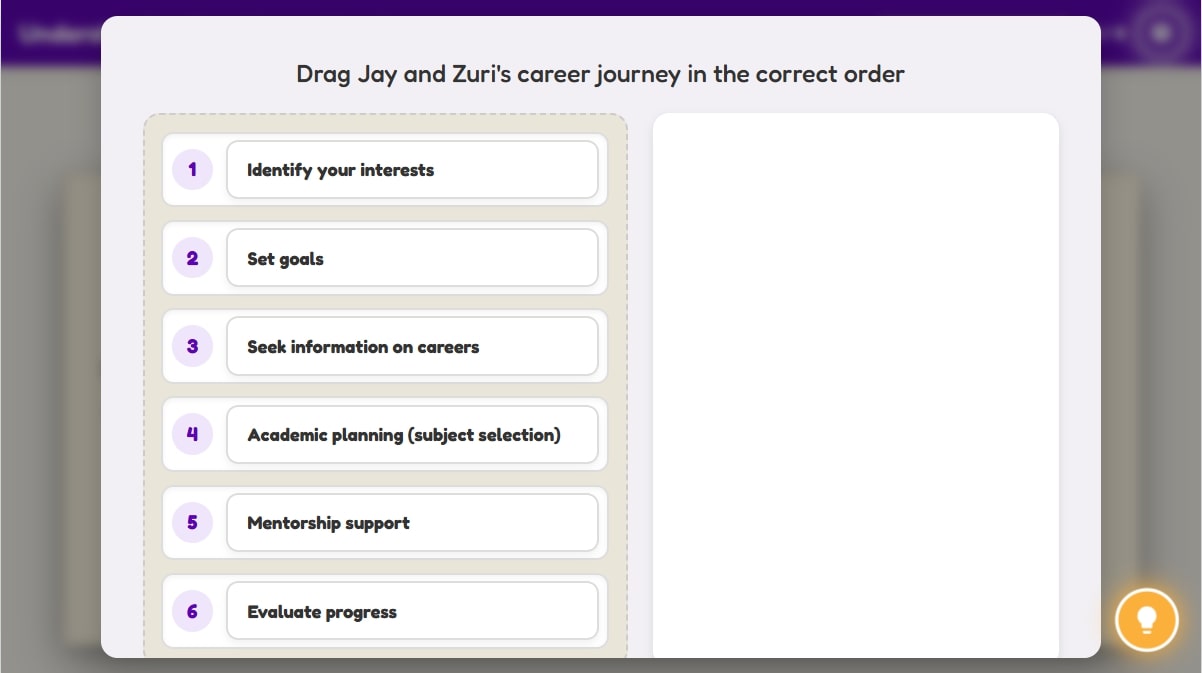 Drag Jay and Zuri's career journey in the correct order
1 Identify your interests
2 Set goals
3 Seek information on careers
4 Academic planning (subject selection)
5 Mentorship support
6 Evaluate progress